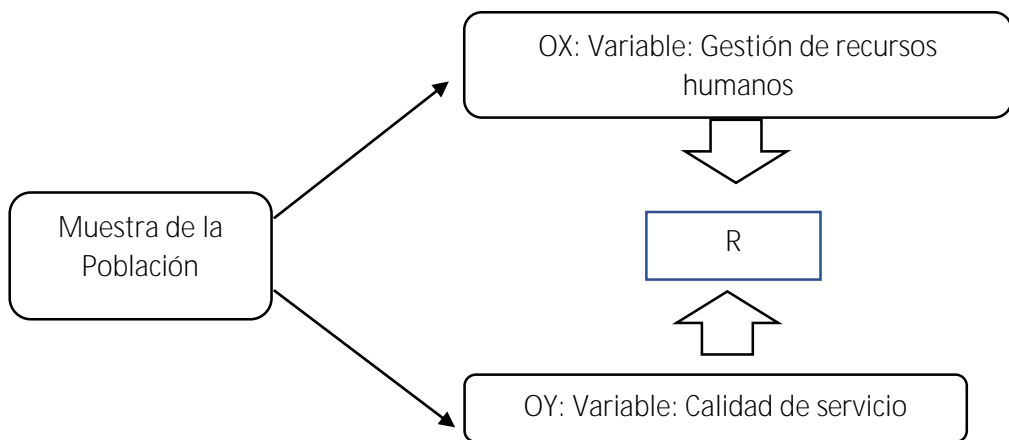 OX: Variable: Gestión de recursos
humanos
Muestra de la
Población
R
OY: Variable: Calidad de servicio